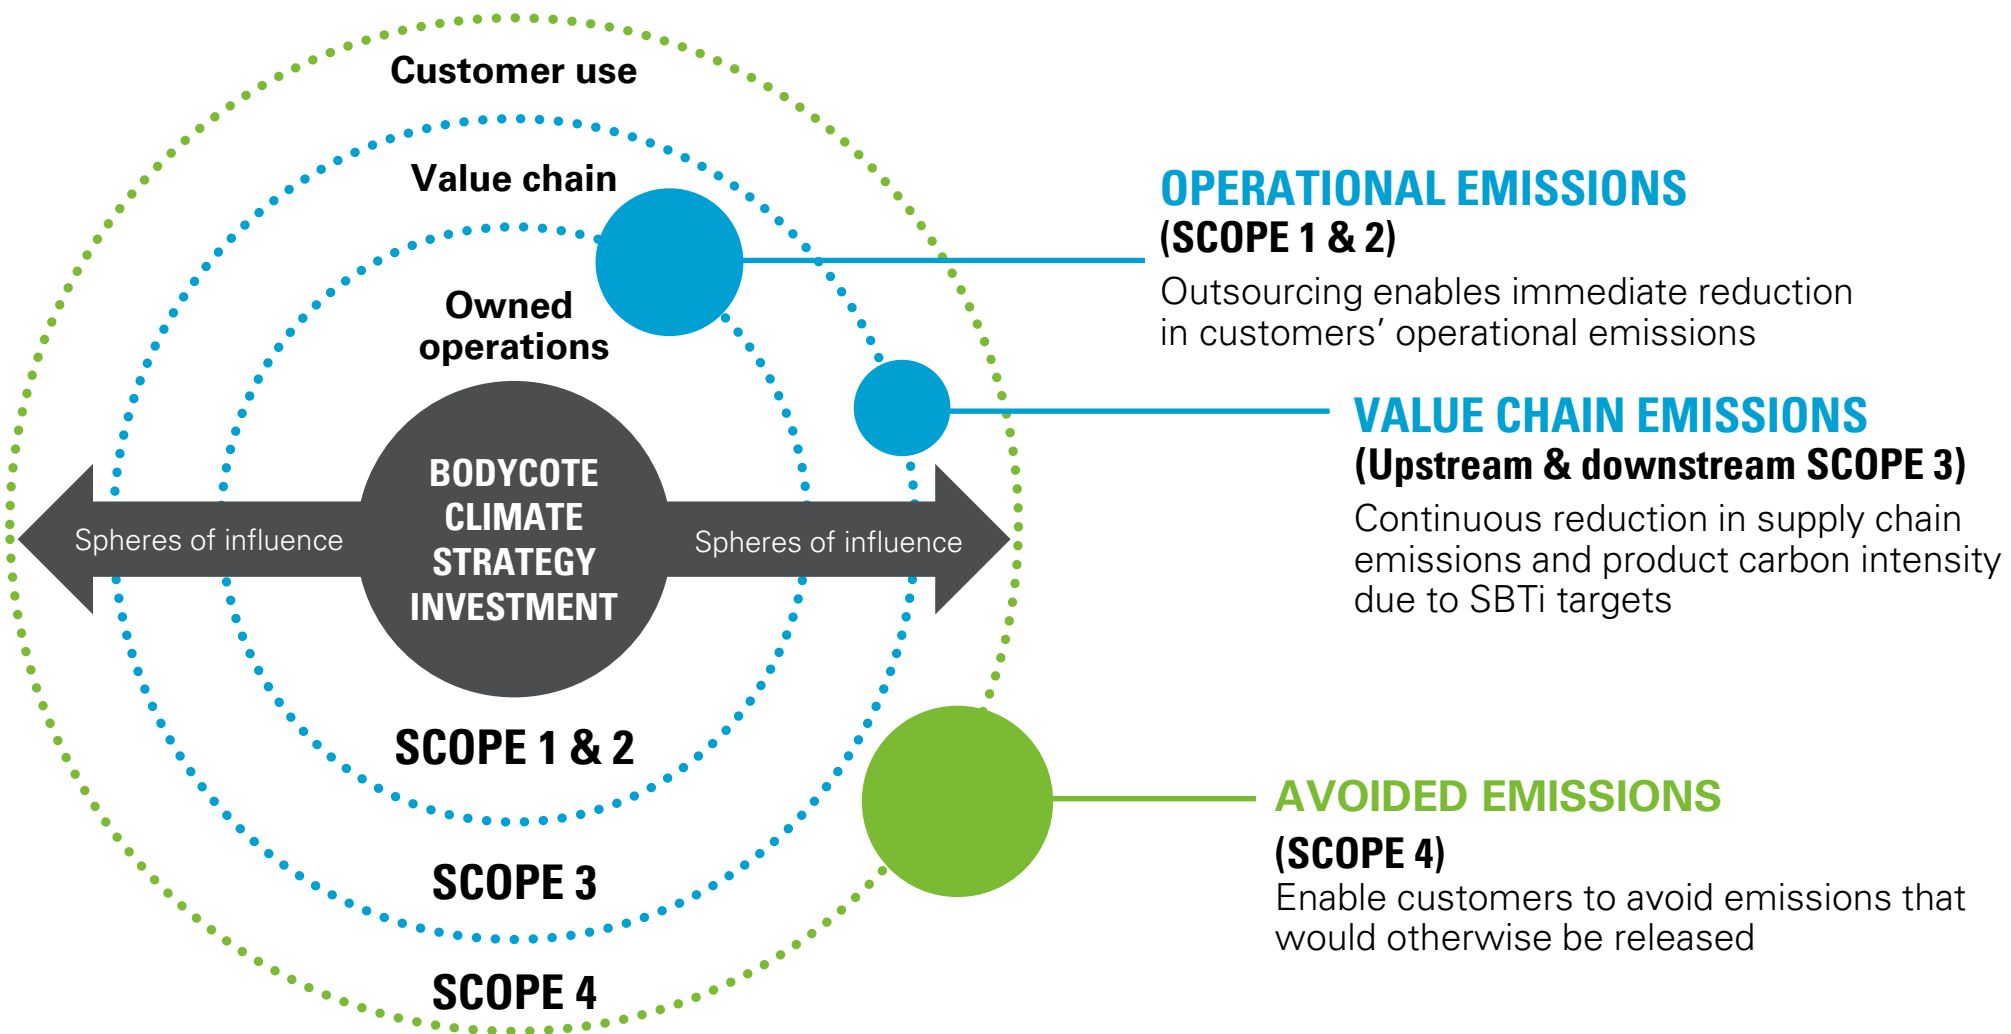 Customer use
Value chain
Owned
operations
BODYCOTE
CLIMATE
STRATEGY
INVESTMENT
Spheres of influence
Spheres of influence
SCOPE 1 & 2
SCOPE 3
SCOPE 4
OPERATIONAL EMISSIONS
(SCOPE 1 & 2)
Outsourcing enables immediate reduction
in customers’ operational emissions
VALUE CHAIN EMISSIONS
(Upstream & downstream SCOPE 3)
Continuous reduction in supply chain
emissions and product carbon intensity
due to SBTi targets
AVOIDED EMISSIONS
(SCOPE 4)
Enable customers to avoid emissions that
would otherwise be released